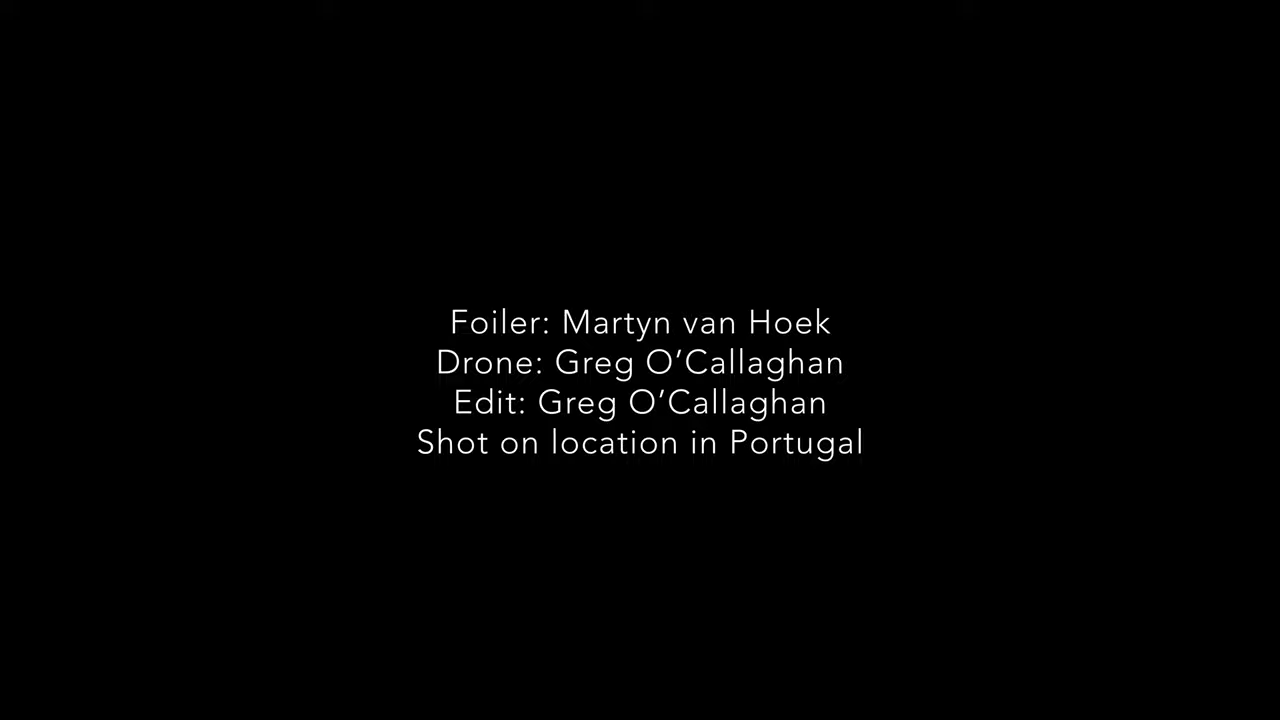 Foiler: Martyn van Hoek
Drone: Greg O’Callaghan
Edit: Greg O’Callaghan
Shot on location in Portugal